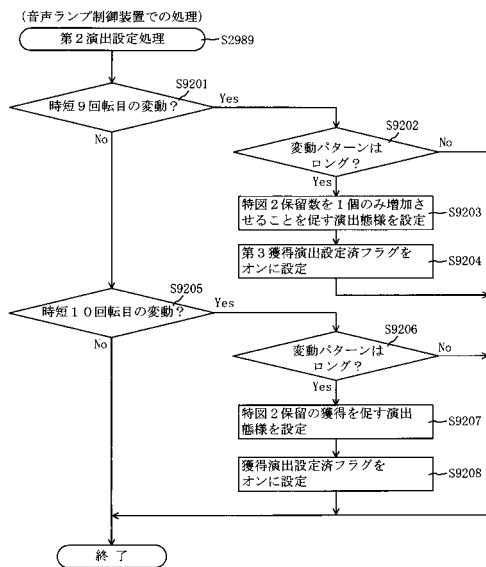 (音声ランプ制御装置での処理)
第2演出設定処理
S2989
S9201
時短9回転目の変動?
Yes
No
S9202
変動パターンは
ロング?
No
Yes
特図2保留数を1個のみ増加さ
せることを促す演出態様を設定
S9203
第3獲得演出設定済フラグを
オンに設定
S9204
S9205
時短10回転目の変動?
Yes
No
S9206
変動パターンは
ロング?
No
Yes
特図2保留の獲得を促す演出
態様を設定
S9207
獲得演出設定済フラグを
オンに設定
S9208
終了